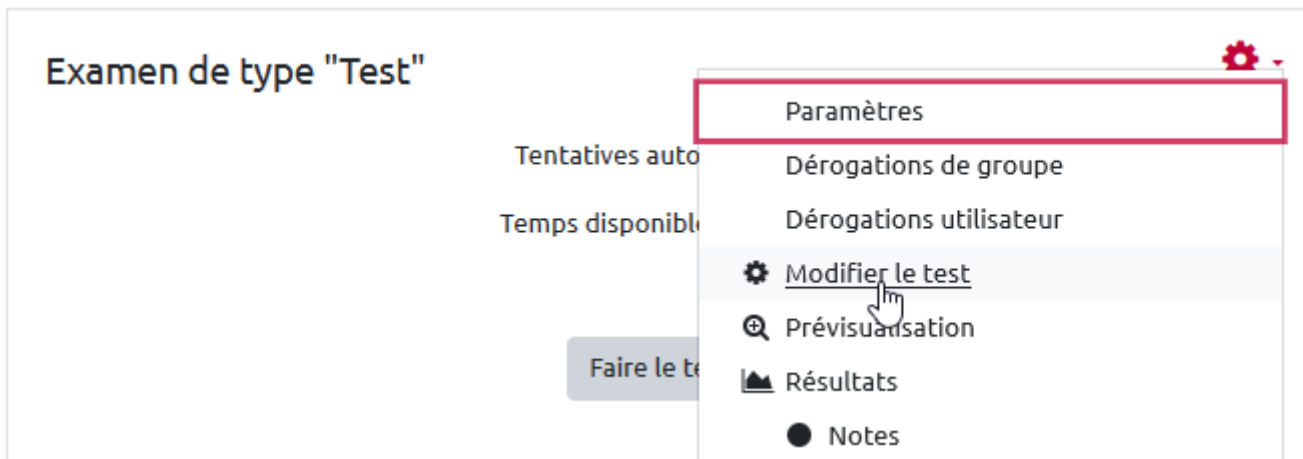 Examen de type "Test"
Paramètres
Tentatives auto
Dérogations de groupe
Temps disponible
Dérogations utilisateur
Modifier le test
Prévisualisation
Faire le te
Résultats
Notes